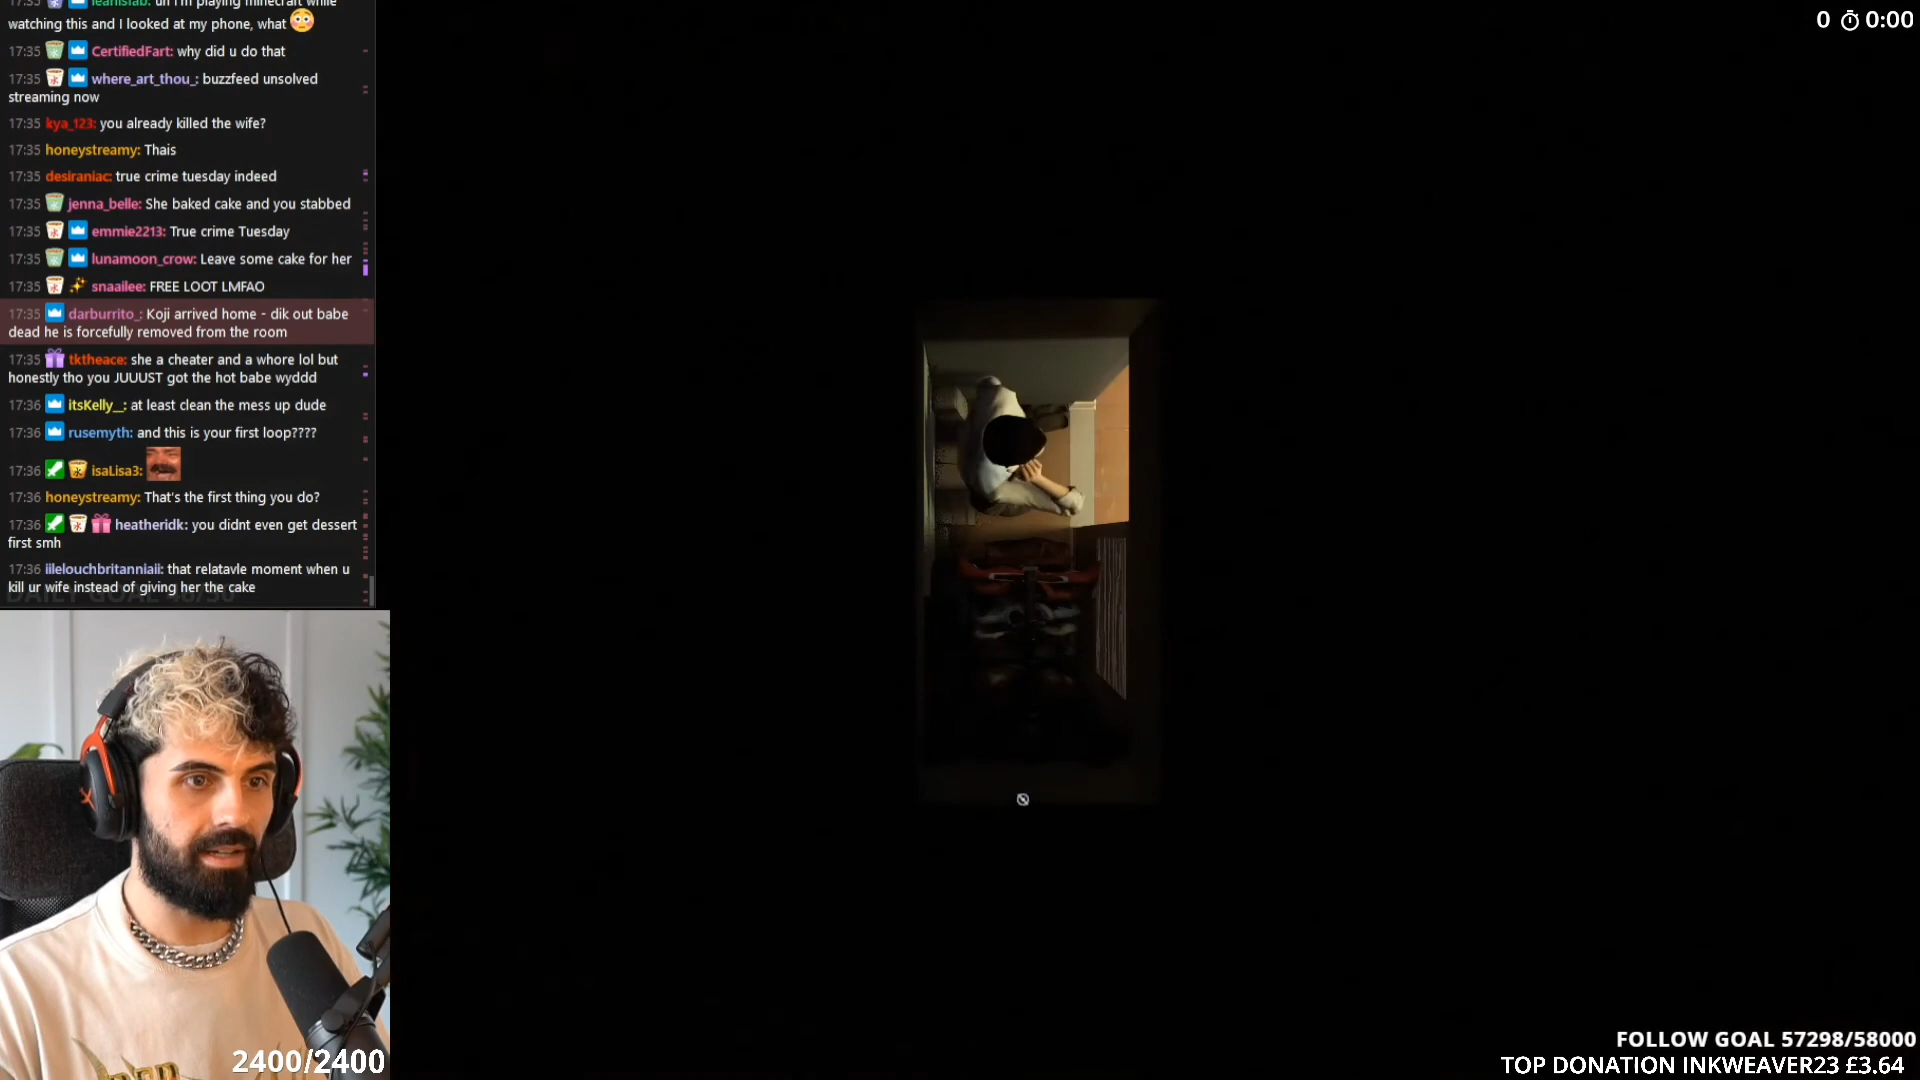 17:35 leahislab: uh I'm playing minecraft while
watching this and I looked at my phone, what
17:35 CertifiedFart: why did u do that
17:35 where_art_thou_: buzzfeed unsolved
streaming now
17:35 kya_123: you already killed the wife?
17:35 honeystreamy: Thais
17:35 desiraniac: true crime tuesday indeed
17:35 jenna_belle: She baked cake and you stabbed
17:35 emmie2213: True crime Tuesday
17:35 lunamoon_crow: Leave some cake for her
17:35 snaailee: FREE LOOT LMFAO
17:35 darburrito_: Koji arrived home - dik out babe
dead he is forcefully removed from the room
17:35 tktheace: she a cheater and a whore lol but
honestly tho you JUUUST got the hot babe wyddd
17:36 itsKelly__: at least clean the mess up dude
17:36 rusemyth: and this is your first loop????
17:36 isaLisa3:
17:36 honeystreamy: That's the first thing you do?
17:36 heatheridk: you didnt even get dessert
first smh
17:36 iilelouchbritanniaii: that relatavle moment when u
kill ur wife instead of giving her the cake
0 0:00
2400/2400
FOLLOW GOAL 57298/58000
TOP DONATION INKWEAVER23 £3.64